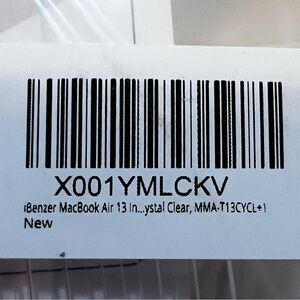 X001YMLCKV
iBenzer MacBook Air 13 In...ystal Clear, MMA-T13CYCL+1
New